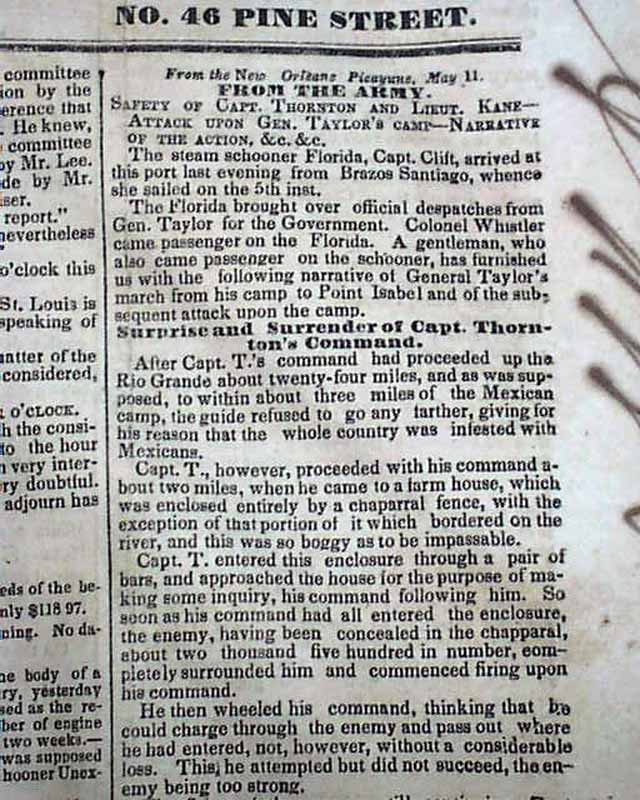 NO. 46 PINE STREET.
committee
ion by the
erence that
. He knew,
committee
by Mr. Lee.
de by Mr.
iser.
report."
nevertheless
o'clock this
St. Louis is
speaking of
matter of the
considered,
O'CLOCK.
h the consi-
to the hour
n very inter-
ry doubtful.
adjourn has
eds of the be-
nly $118 97.
ning. No da-
he body of a
ry, yesterday
sed as the re-
ber of engine
two weeks.—
was supposed
hooner Unex-
From the New Orleans Picayune, May 11.
FROM THE ARMY.
SAFETY OF CAPT. THORNTON AND LIEUT. KANE—
ATTACK UPON GEN. TAYLOR'S CAMP—NARRATIVE
OF THE ACTION, &C. &C.
The steam schooner Florida, Capt. Clift, arrived at
this port last evening from Brazos Santiago, whence
she sailed on the 5th inst.
The Florida brought over official despatches from
Gen. Taylor for the Government. Colonel Whistler
came passenger on the Florida. A gentleman, who
also came passenger on the schooner, has furnished
us with the following narrative of General Taylor's
march from his camp to Point Isabel and of the sub-
sequent attack upon the camp.
Surprise and Surrender of Capt. Thorn-
ton's Command.
After Capt. T.'s command had proceeded up the
Rio Grande about twenty-four miles, and as was sup-
posed, to within about three miles of the Mexican
camp, the guide refused to go any farther, giving for
his reason that the whole country was infested with
Mexicans.
Capt. T., however, proceeded with his command a-
bout two miles, when he came to a farm house, which
was enclosed entirely by a chaparral fence, with the
exception of that portion of it which bordered on the
river, and this was so boggy as to be impassable.
Capt. T. entered this enclosure through a pair of
bars, and approached the house for the purpose of ma-
king some inquiry, his command following him. So
soon as his command had all entered the enclosure,
the enemy, having been concealed in the chapparal,
about two thousand five hundred in number, com-
pletely surrounded him and commenced firing upon
his command.
He then wheeled his command, thinking that he
could charge through the enemy and pass out where
he had entered, not, however, without a considerable
loss. This he attempted but did not succeed, the en-
emy being too strong.